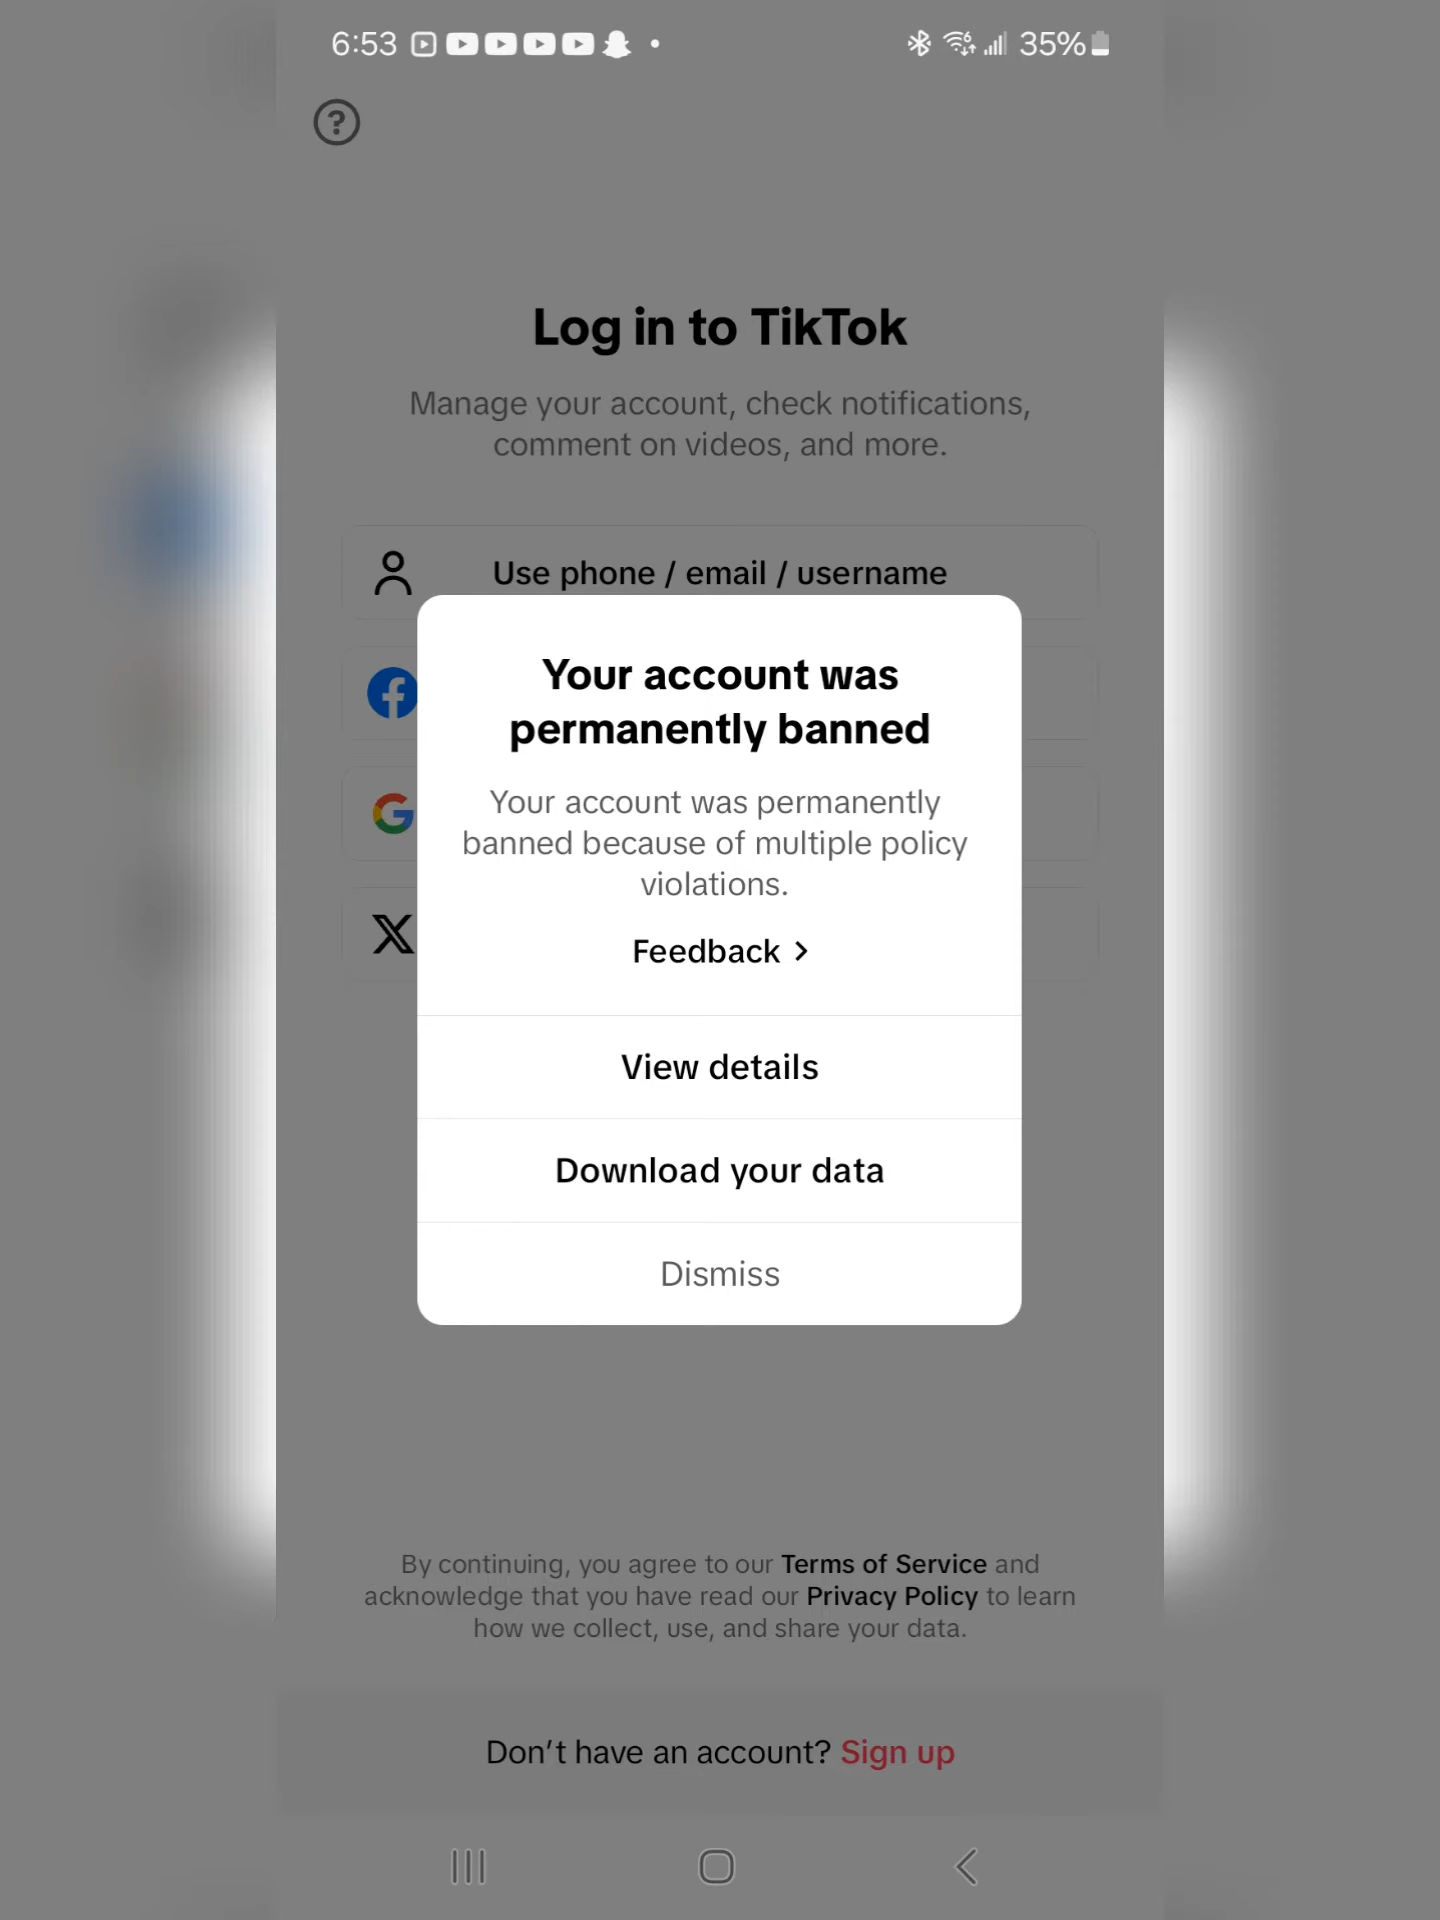 6:53
35%
Log in to TikTok
Manage your account, check notifications,
comment on videos, and more.
Use phone / email / username
Your account was
permanently banned
Your account was permanently
banned because of multiple policy
violations.
Feedback >
View details
Download your data
Dismiss
By continuing, you agree to our Terms of Service and
acknowledge that you have read our Privacy Policy to learn
how we collect, use, and share your data.
Don't have an account? Sign up